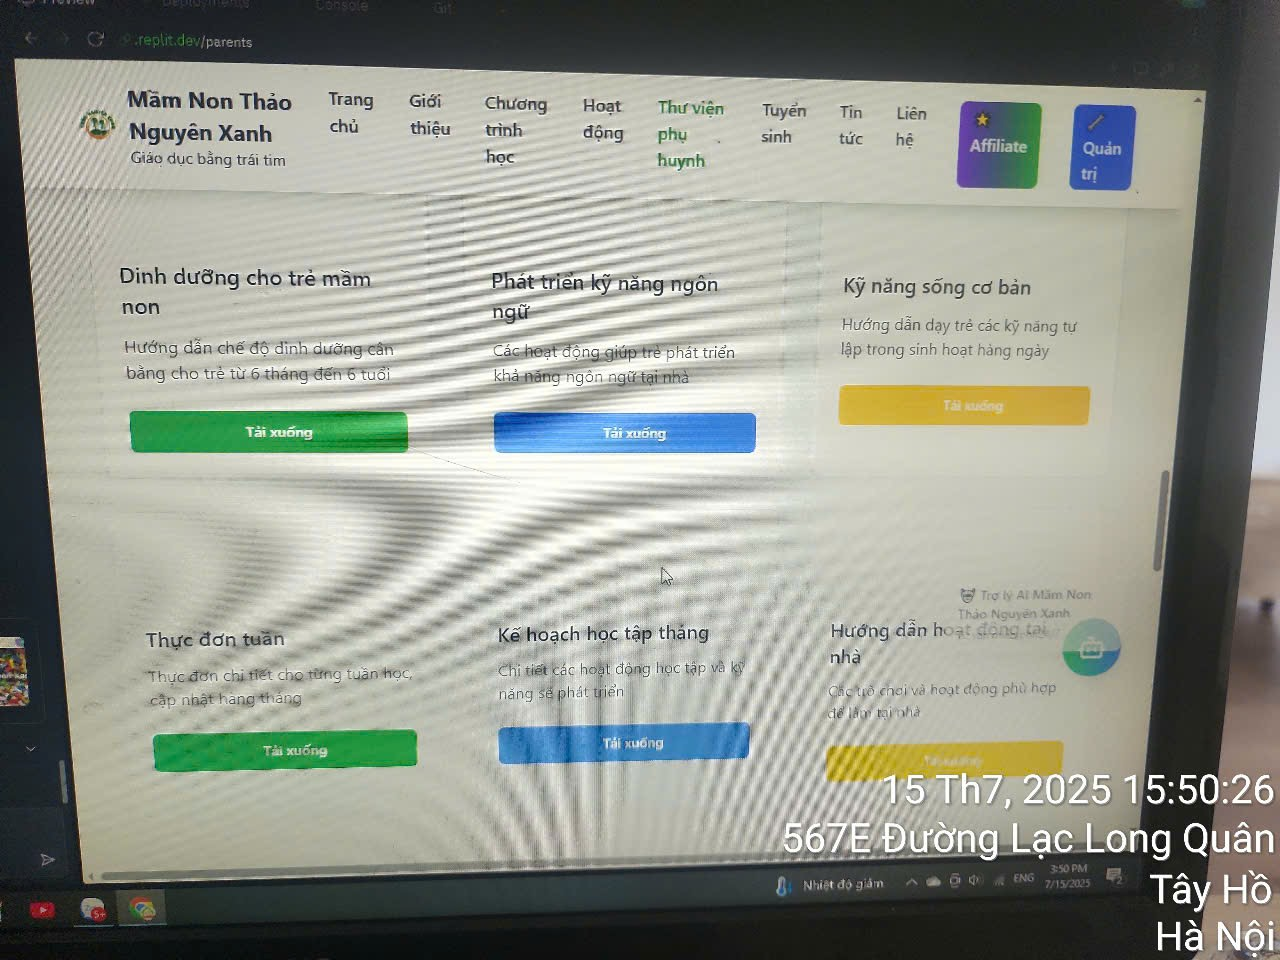 Preview Deployments Console Git
.replit.dev/parents
Mầm Non Thảo
Nguyên Xanh
Giáo dục bằng trái tim
Trang
chủ
Giới
thiệu
Chương
trình
học
Hoạt
động
Thư viện
phụ
huynh
Tuyển
sinh
Tin
tức
Liên
hệ
Affiliate
Quản
trị
Dinh dưỡng cho trẻ mầm
non
Hướng dẫn chế độ dinh dưỡng cân
bằng cho trẻ từ 6 tháng đến 6 tuổi
Tải xuống
Phát triển kỹ năng ngôn
ngữ
Các hoạt động giúp trẻ phát triển
khả năng ngôn ngữ tại nhà
Tải xuống
Kỹ năng sống cơ bản
Hướng dẫn dạy trẻ các kỹ năng tự
lập trong sinh hoạt hàng ngày
Tải xuống
Thực đơn tuần
Thực đơn chi tiết cho từng tuần học,
cập nhật hàng tháng
Tải xuống
Kế hoạch học tập tháng
Chi tiết các hoạt động học tập và kỹ
năng sẽ phát triển
Tải xuống
Trợ lý AI Mầm Non
Thảo Nguyên Xanh
Hướng dẫn hoạt động tại
nhà
Các trò chơi và hoạt động phù hợp
để làm tại nhà
Tải xuống
Nhiệt độ giảm
ENG
3:50 PM
7/15/2025
15 Th7, 2025 15:50:26
567E Đường Lạc Long Quân
Tây Hồ
Hà Nội